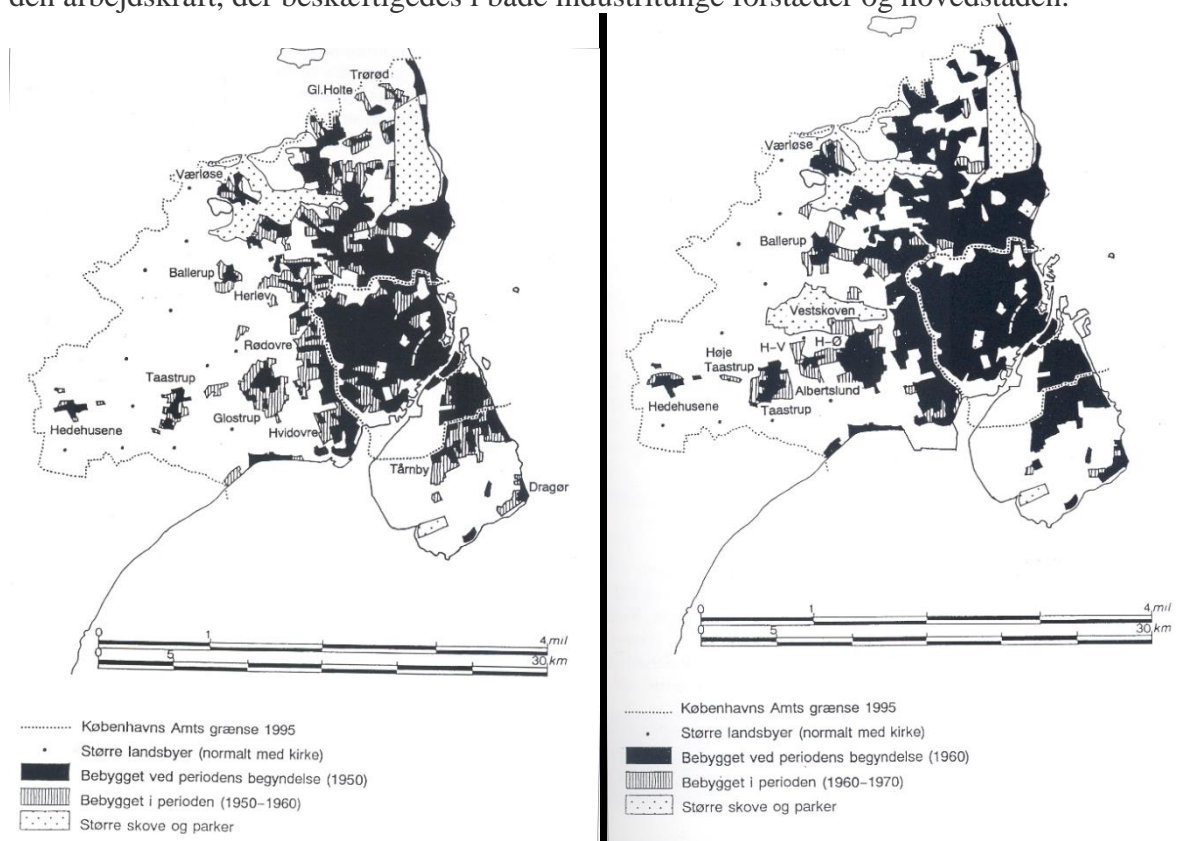 den arbejdskraft, der beskæftigedes i både industritunge forstæder og hovedstaden.
Trørød
Gl.Holte
Værløse
Ballerup
Herlev
Rødovre
Taastrup
Hedehusene
Glostrup
Hvidovre
Tårnby
Dragør
0 1 4 mil
0 5 30 km
............ Københavns Amts grænse 1995
• Større landsbyer (normalt med kirke)
Bebygget ved periodens begyndelse (1950)
Bebygget i perioden (1950–1960)
Større skove og parker
Værløse
Ballerup
Vestskoven
H–V H–Ø
Høje
Taastrup
Albertslund
Hedehusene
Taastrup
0 1 4 mil
0 5 30 km
............ Københavns Amts grænse 1995
• Større landsbyer (normalt med kirke)
Bebygget ved periodens begyndelse (1960)
Bebygget i perioden (1960–1970)
Større skove og parker